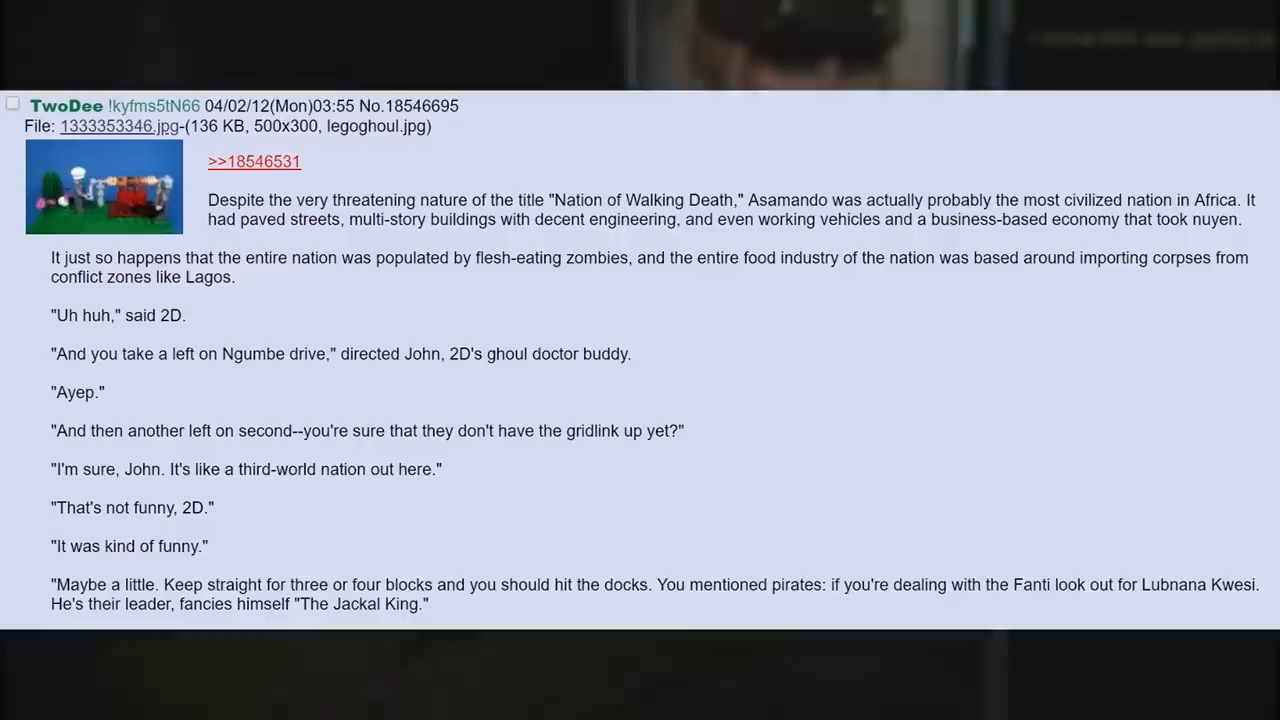 TwoDee !kyfms5tN66 04/02/12(Mon)03:55 No.18546695
File: 1333353346.jpg-(136 KB, 500x300, legoghoul.jpg)
>>18546531
Despite the very threatening nature of the title "Nation of Walking Death," Asamando was actually probably the most civilized nation in Africa. It
had paved streets, multi-story buildings with decent engineering, and even working vehicles and a business-based economy that took nuyen.
It just so happens that the entire nation was populated by flesh-eating zombies, and the entire food industry of the nation was based around importing corpses from
conflict zones like Lagos.
"Uh huh," said 2D.
"And you take a left on Ngumbe drive," directed John, 2D's ghoul doctor buddy.
"Ayep."
"And then another left on second--you're sure that they don't have the gridlink up yet?"
"I'm sure, John. It's like a third-world nation out here."
"That's not funny, 2D."
"It was kind of funny."
"Maybe a little. Keep straight for three or four blocks and you should hit the docks. You mentioned pirates: if you're dealing with the Fanti look out for Lubnana Kwesi.
He's their leader, fancies himself "The Jackal King."